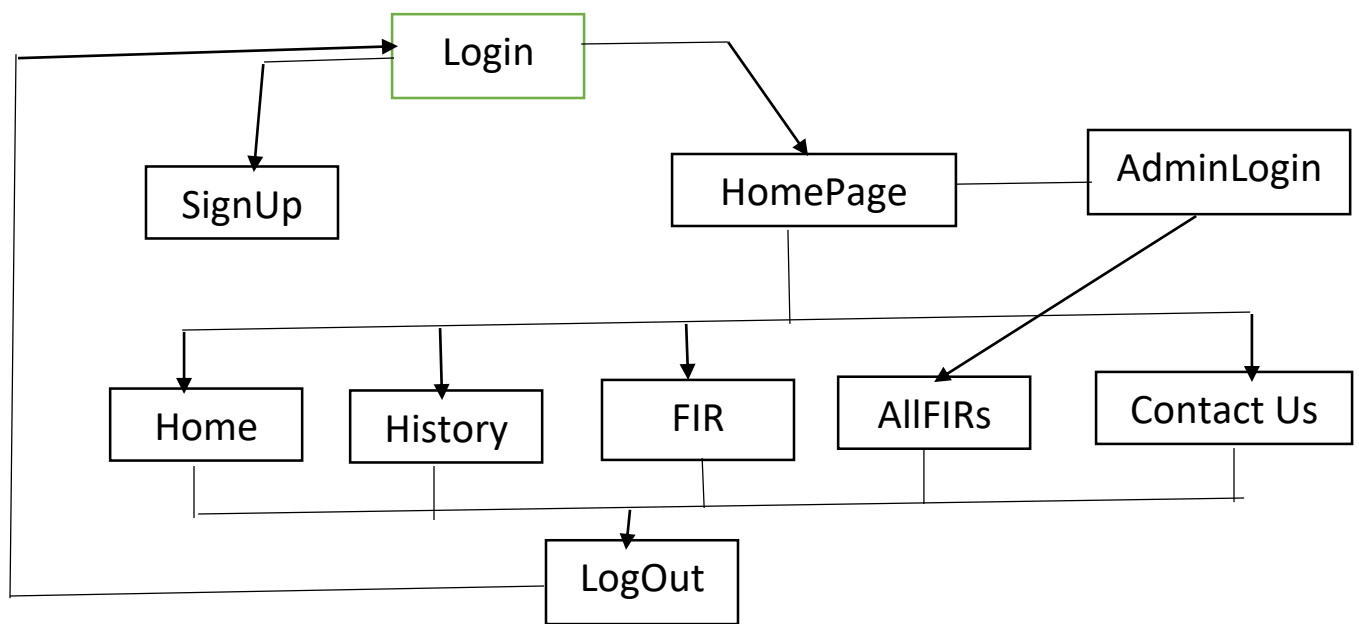 Login
AdminLogin
HomePage
SignUp
Home
History
FIR
AllFIRs
Contact Us
LogOut